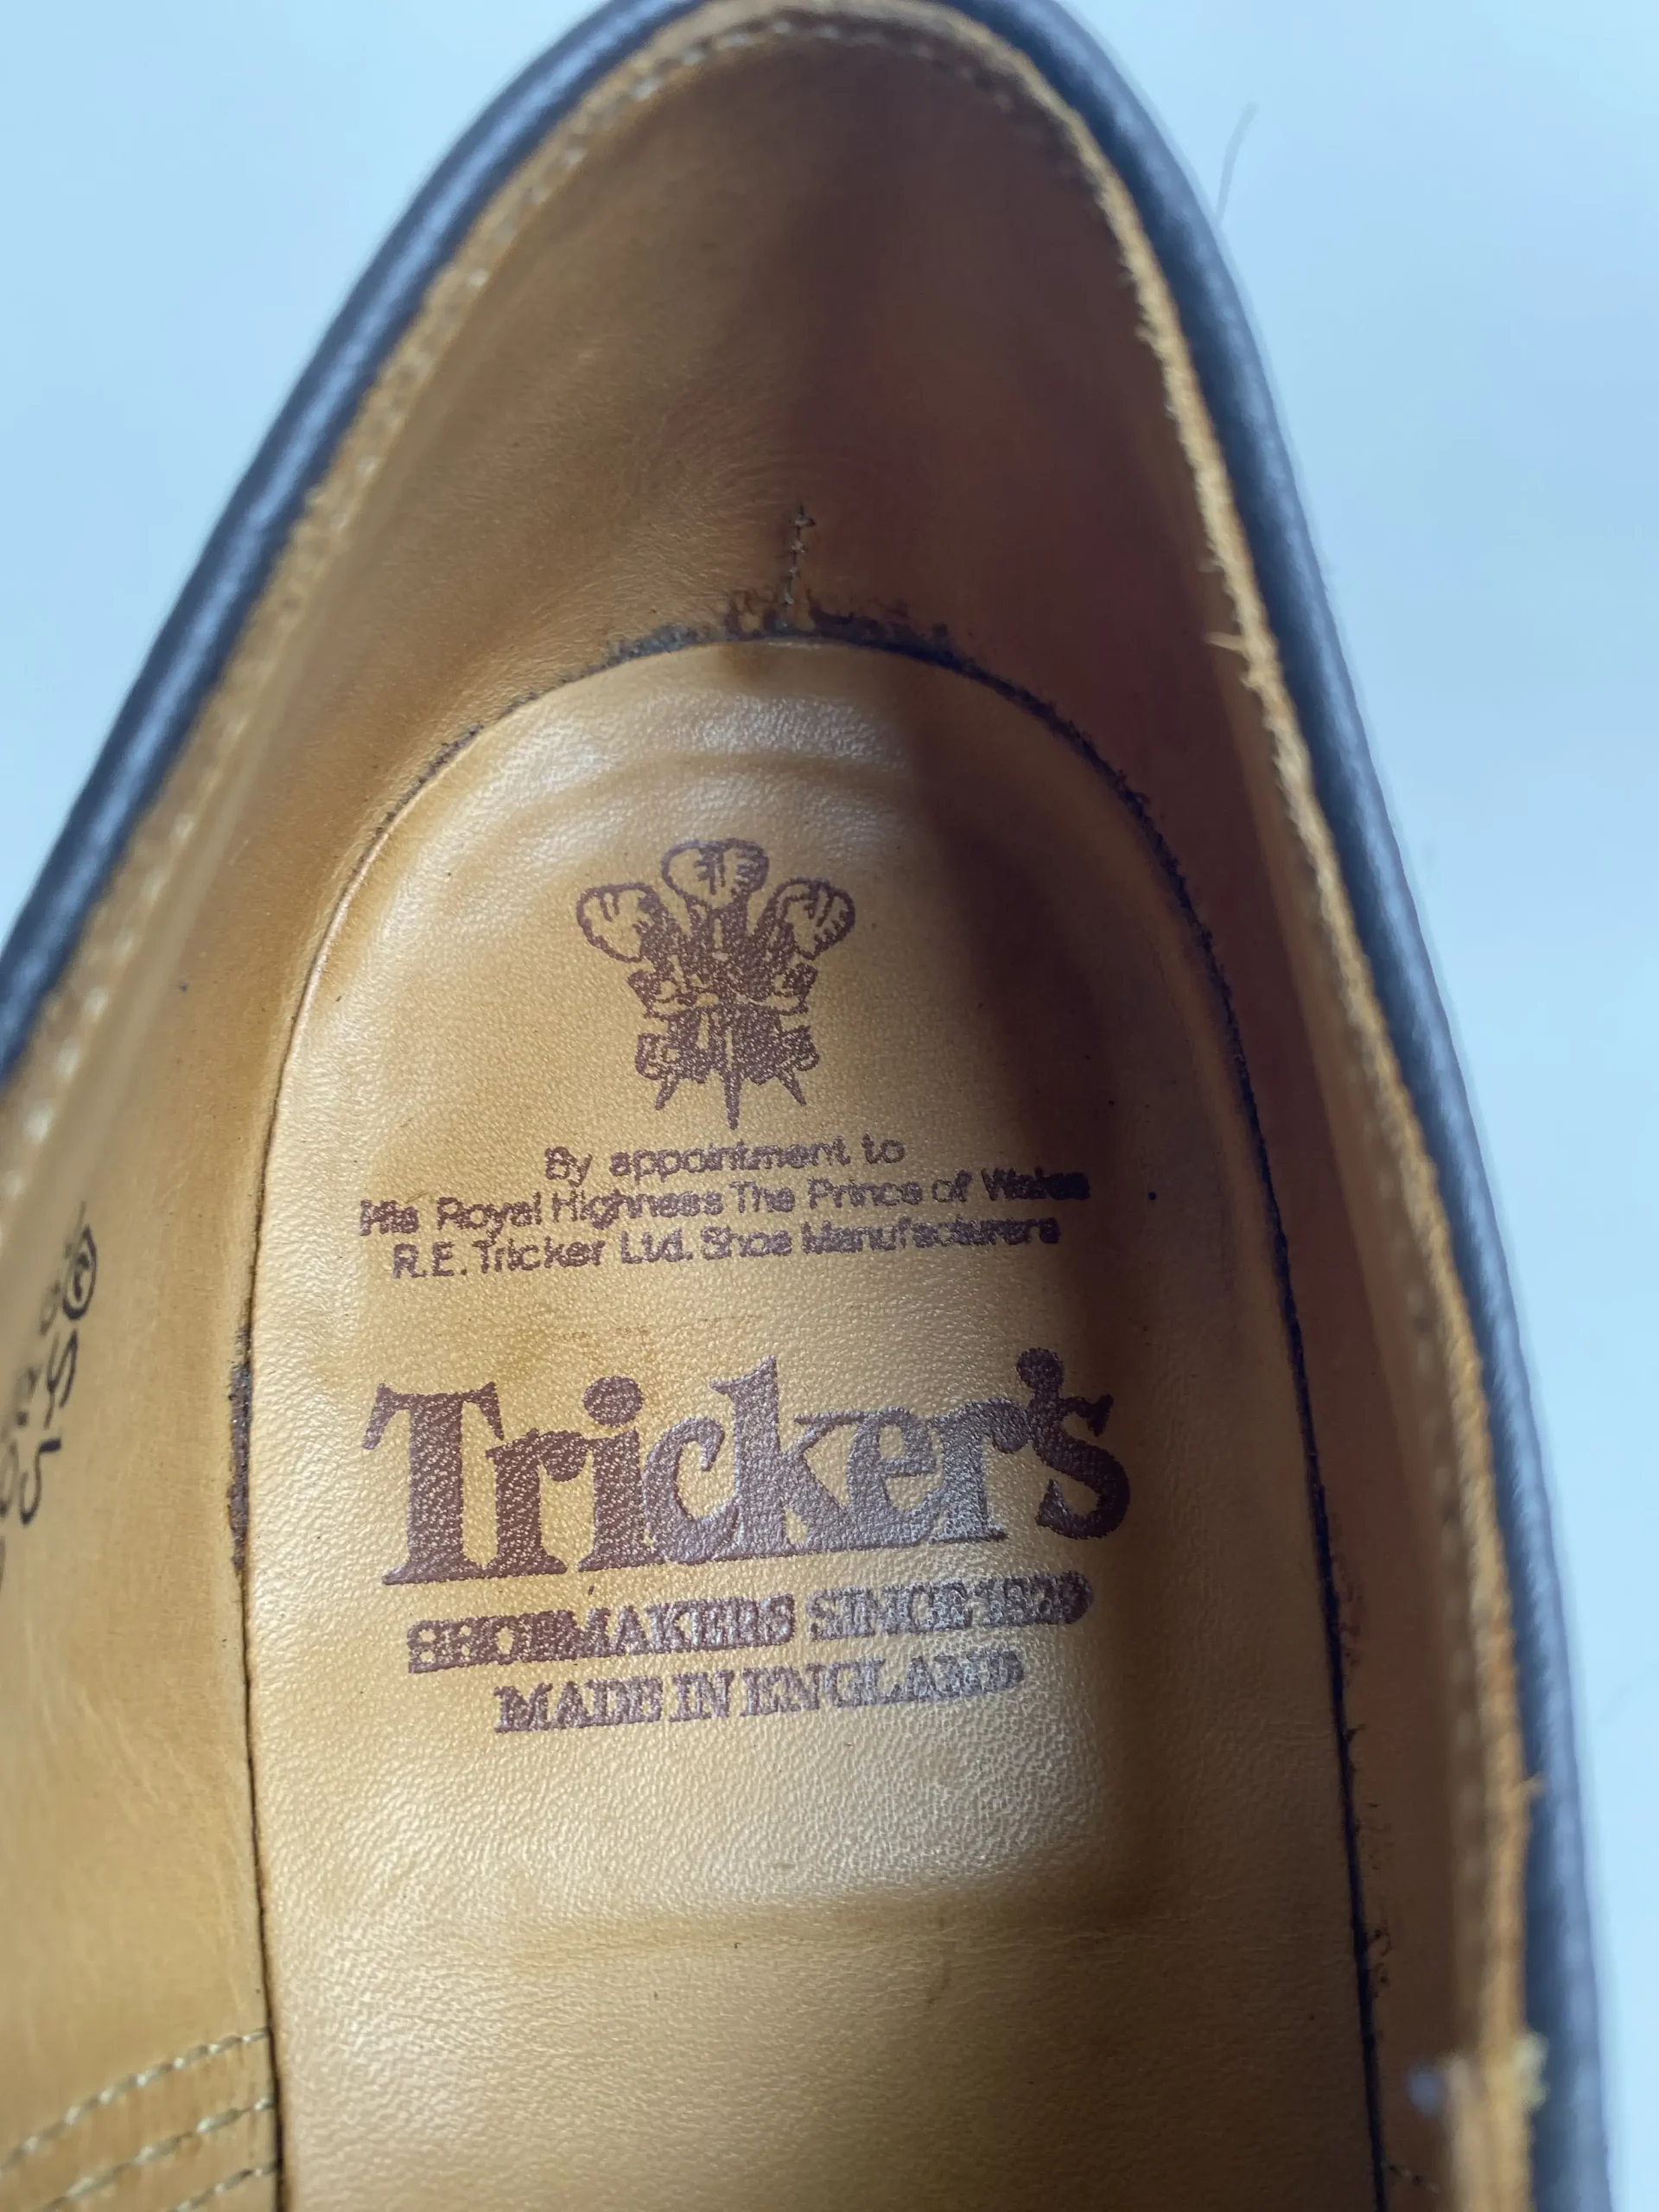 By appointment to
His Royal Highness The Prince of Wales
R.E. Tricker Ltd. Shoe Manufacturers
Tricker's
SHOEMAKERS SINCE 1829
MADE IN ENGLAND